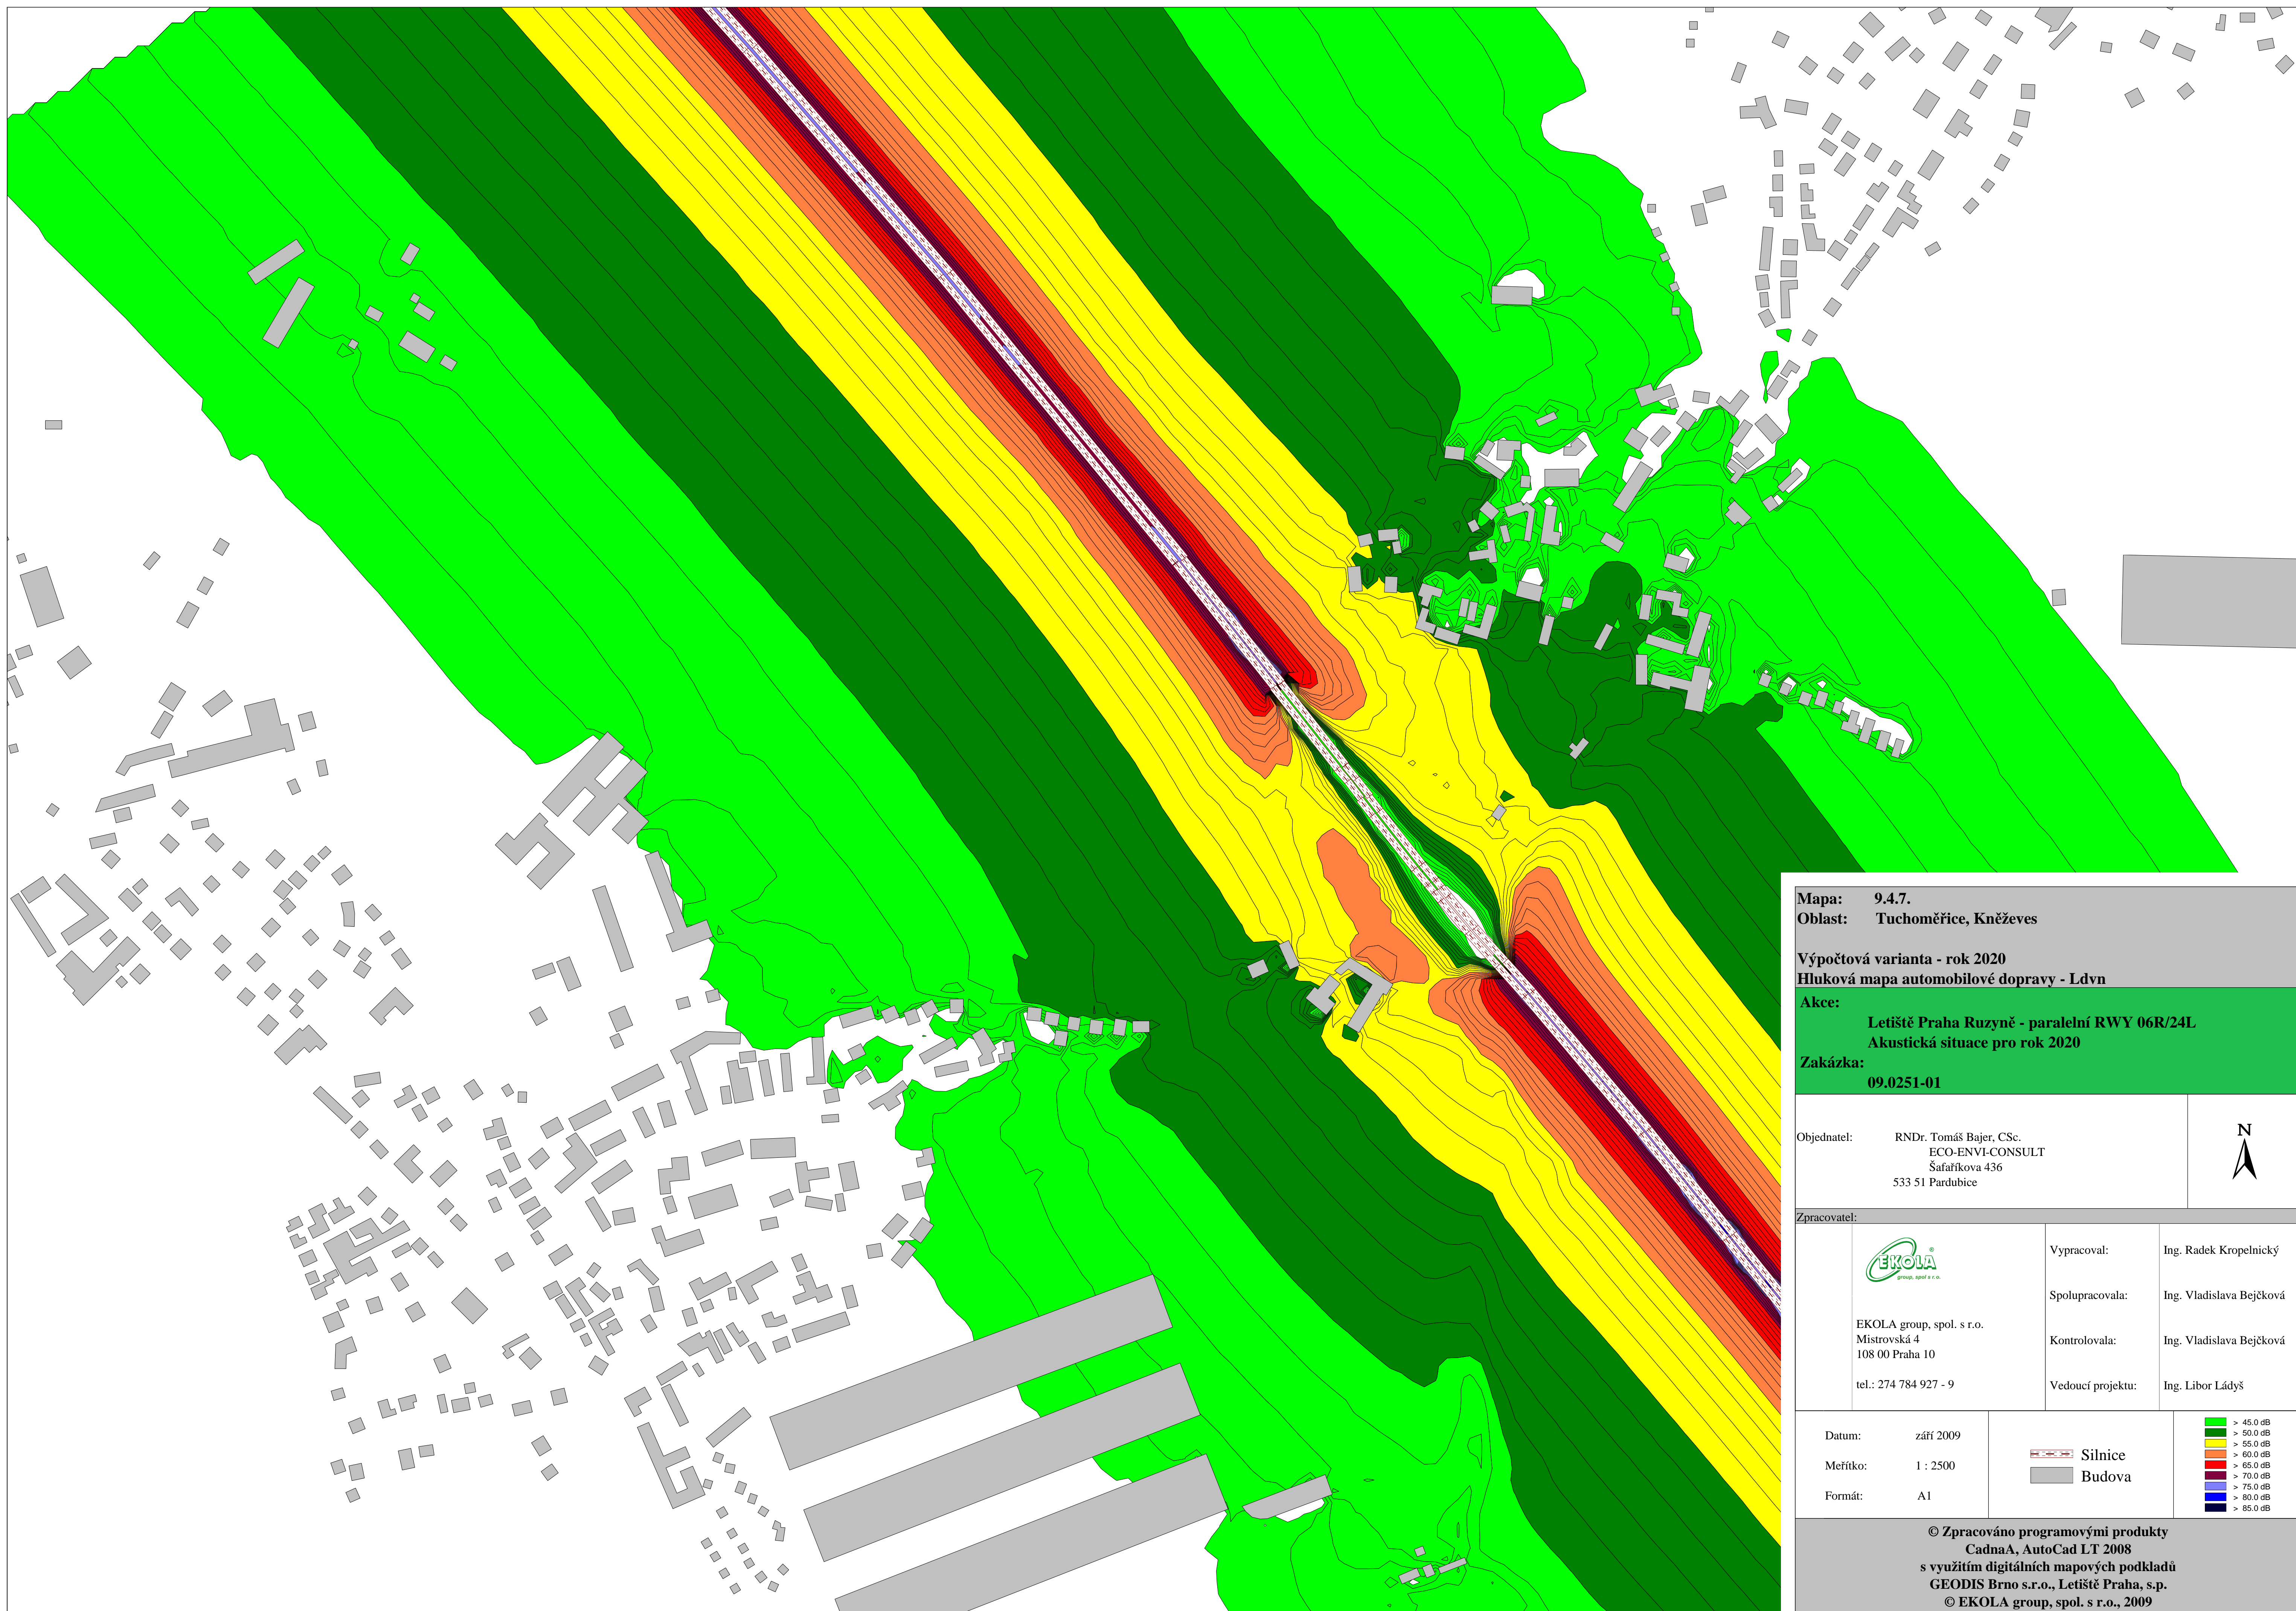 Mapa: 9.4.7.
Oblast: Tuchoměřice, Kněževes
Výpočtová varianta - rok 2020
Hluková mapa automobilové dopravy - Ldvn
Akce:
Letiště Praha Ruzyně - paralelní RWY 06R/24L
Akustická situace pro rok 2020
Zakázka:
09.0251-01
Objednatel: RNDr. Tomáš Bajer, CSc.
ECO-ENVI-CONSULT
Šafaříkova 436
533 51 Pardubice
N
Zpracovatel:
EKOLA ®
group, spol s r.o.
EKOLA group, spol. s r.o.
Mistrovská 4
108 00 Praha 10
tel.: 274 784 927 - 9
Vypracoval: Ing. Radek Kropelnický
Spolupracovala: Ing. Vladislava Bejčková
Kontrolovala: Ing. Vladislava Bejčková
Vedoucí projektu: Ing. Libor Ládyš
Datum: září 2009
Meřítko: 1 : 2500
Formát: A1
Silnice
Budova
> 45.0 dB
> 50.0 dB
> 55.0 dB
> 60.0 dB
> 65.0 dB
> 70.0 dB
> 75.0 dB
> 80.0 dB
> 85.0 dB
© Zpracováno programovými produkty
CadnaA, AutoCad LT 2008
s využitím digitálních mapových podkladů
GEODIS Brno s.r.o., Letiště Praha, s.p.
© EKOLA group, spol. s r.o., 2009